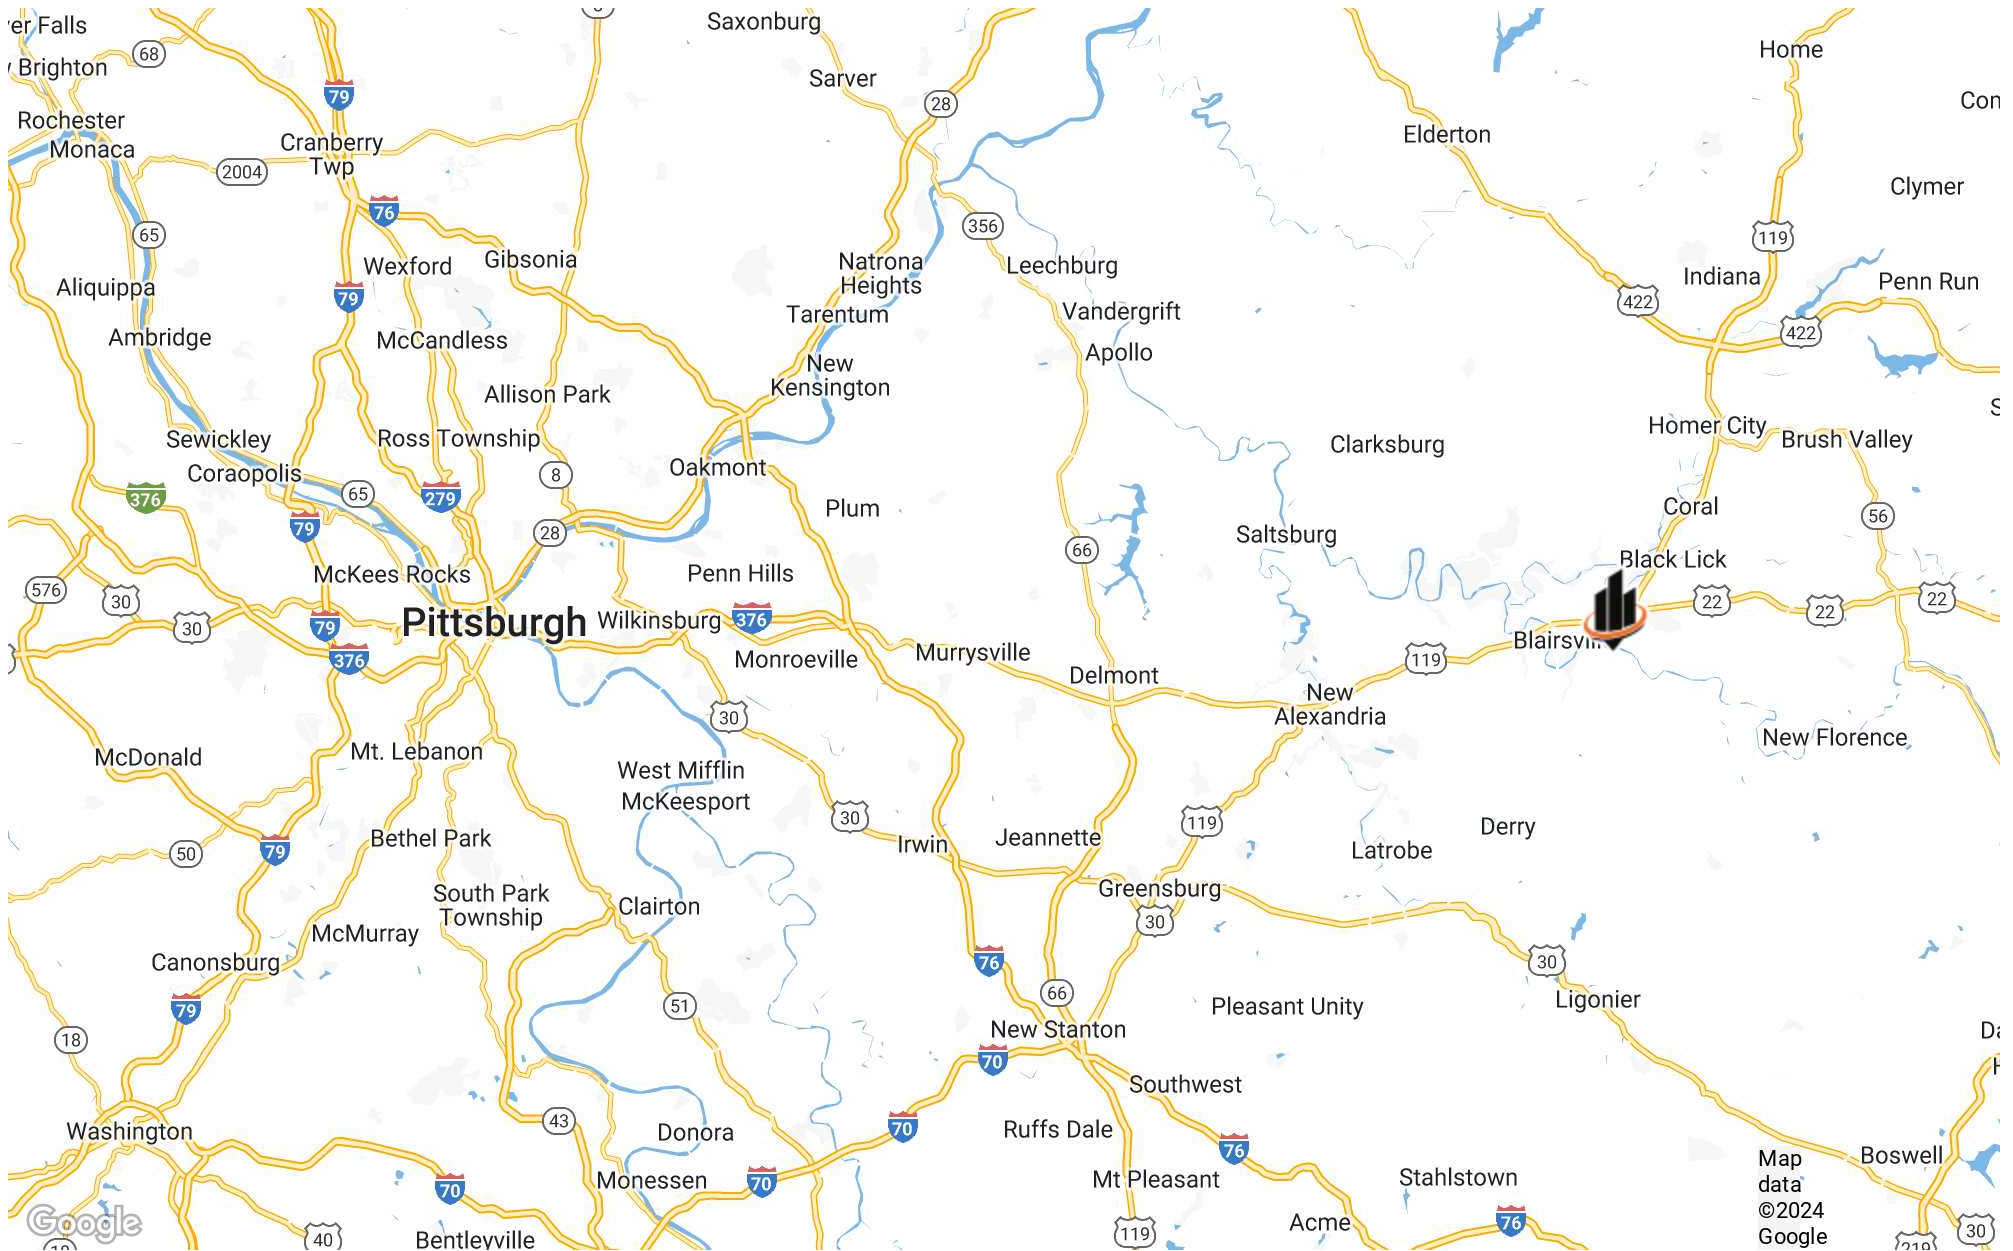 Saxonburg
er Falls
Home
68
Brighton
Sarver
79
28
Con
Rochester
Elderton
Cranberry
Twp
Monaca
2004
Clymer
76
356
65
119
Wexford
Gibsonia
Natrona
Heights
Leechburg
Indiana
Penn Run
Aliquippa
79
422
Vandergrift
Tarentum
422
Ambridge
McCandless
Apollo
New
Kensington
Allison Park
S
Homer City
Brush Valley
Sewickley
Ross Township
Clarksburg
Coraopolis
Oakmont
8
65
376
279
Plum
Coral
56
79
28
Saltsburg
66
Black Lick
McKees Rocks
Penn Hills
576
30
22
22
22
30
79
Pittsburgh
Wilkinsburg
376
Blairsvil
376
Monroeville
Murrysville
119
Delmont
New
Alexandria
30
New Florence
McDonald
Mt. Lebanon
West Mifflin
McKeesport
30
119
Derry
Bethel Park
Irwin
Jeannette
Latrobe
79
50
South Park
Township
Clairton
Greensburg
30
McMurray
Canonsburg
76
30
Ligonier
79
51
66
Pleasant Unity
18
New Stanton
Da
70
H
Southwest
Washington
43
Donora
70
Ruffs Dale
76
Map
data
©2024
Google
Boswell
70
Monessen
70
Mt Pleasant
Stahlstown
Google
40
Bentleyville
119
Acme
76
30
219
18